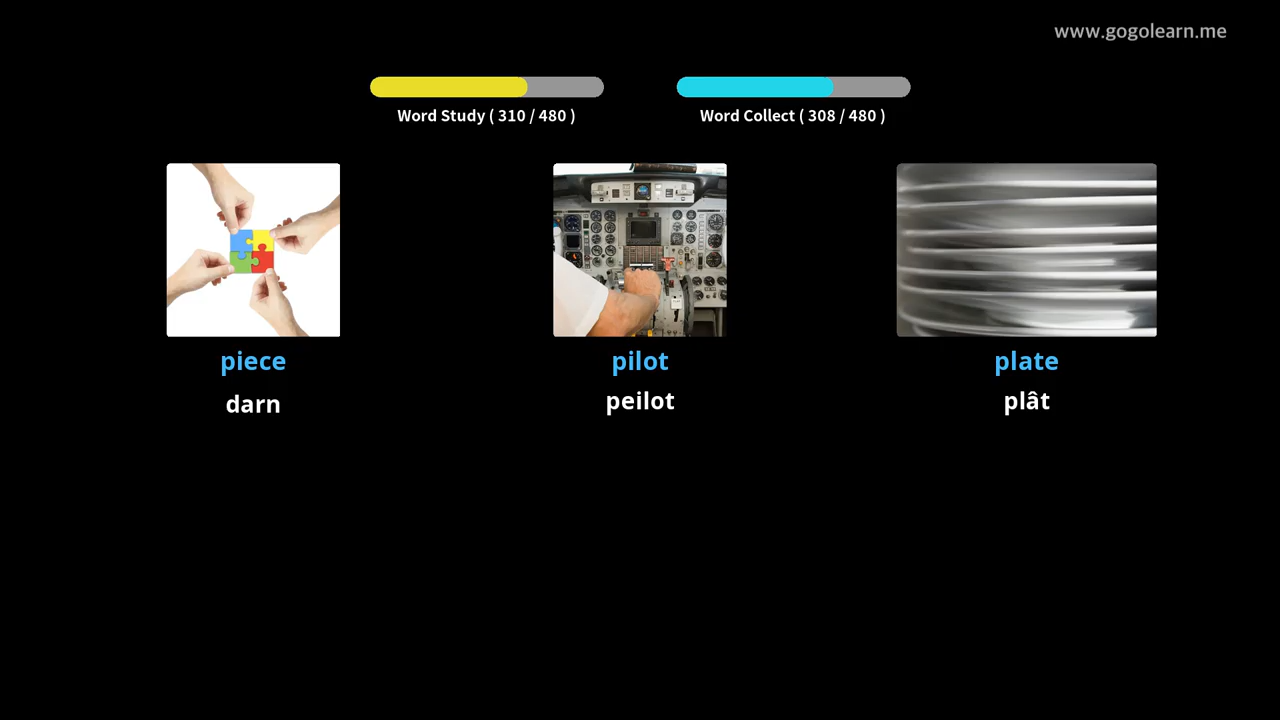 www.gogolearn.me
Word Study ( 310 / 480 )
Word Collect ( 308 / 480 )
piece
darn
pilot
peilot
plate
plât